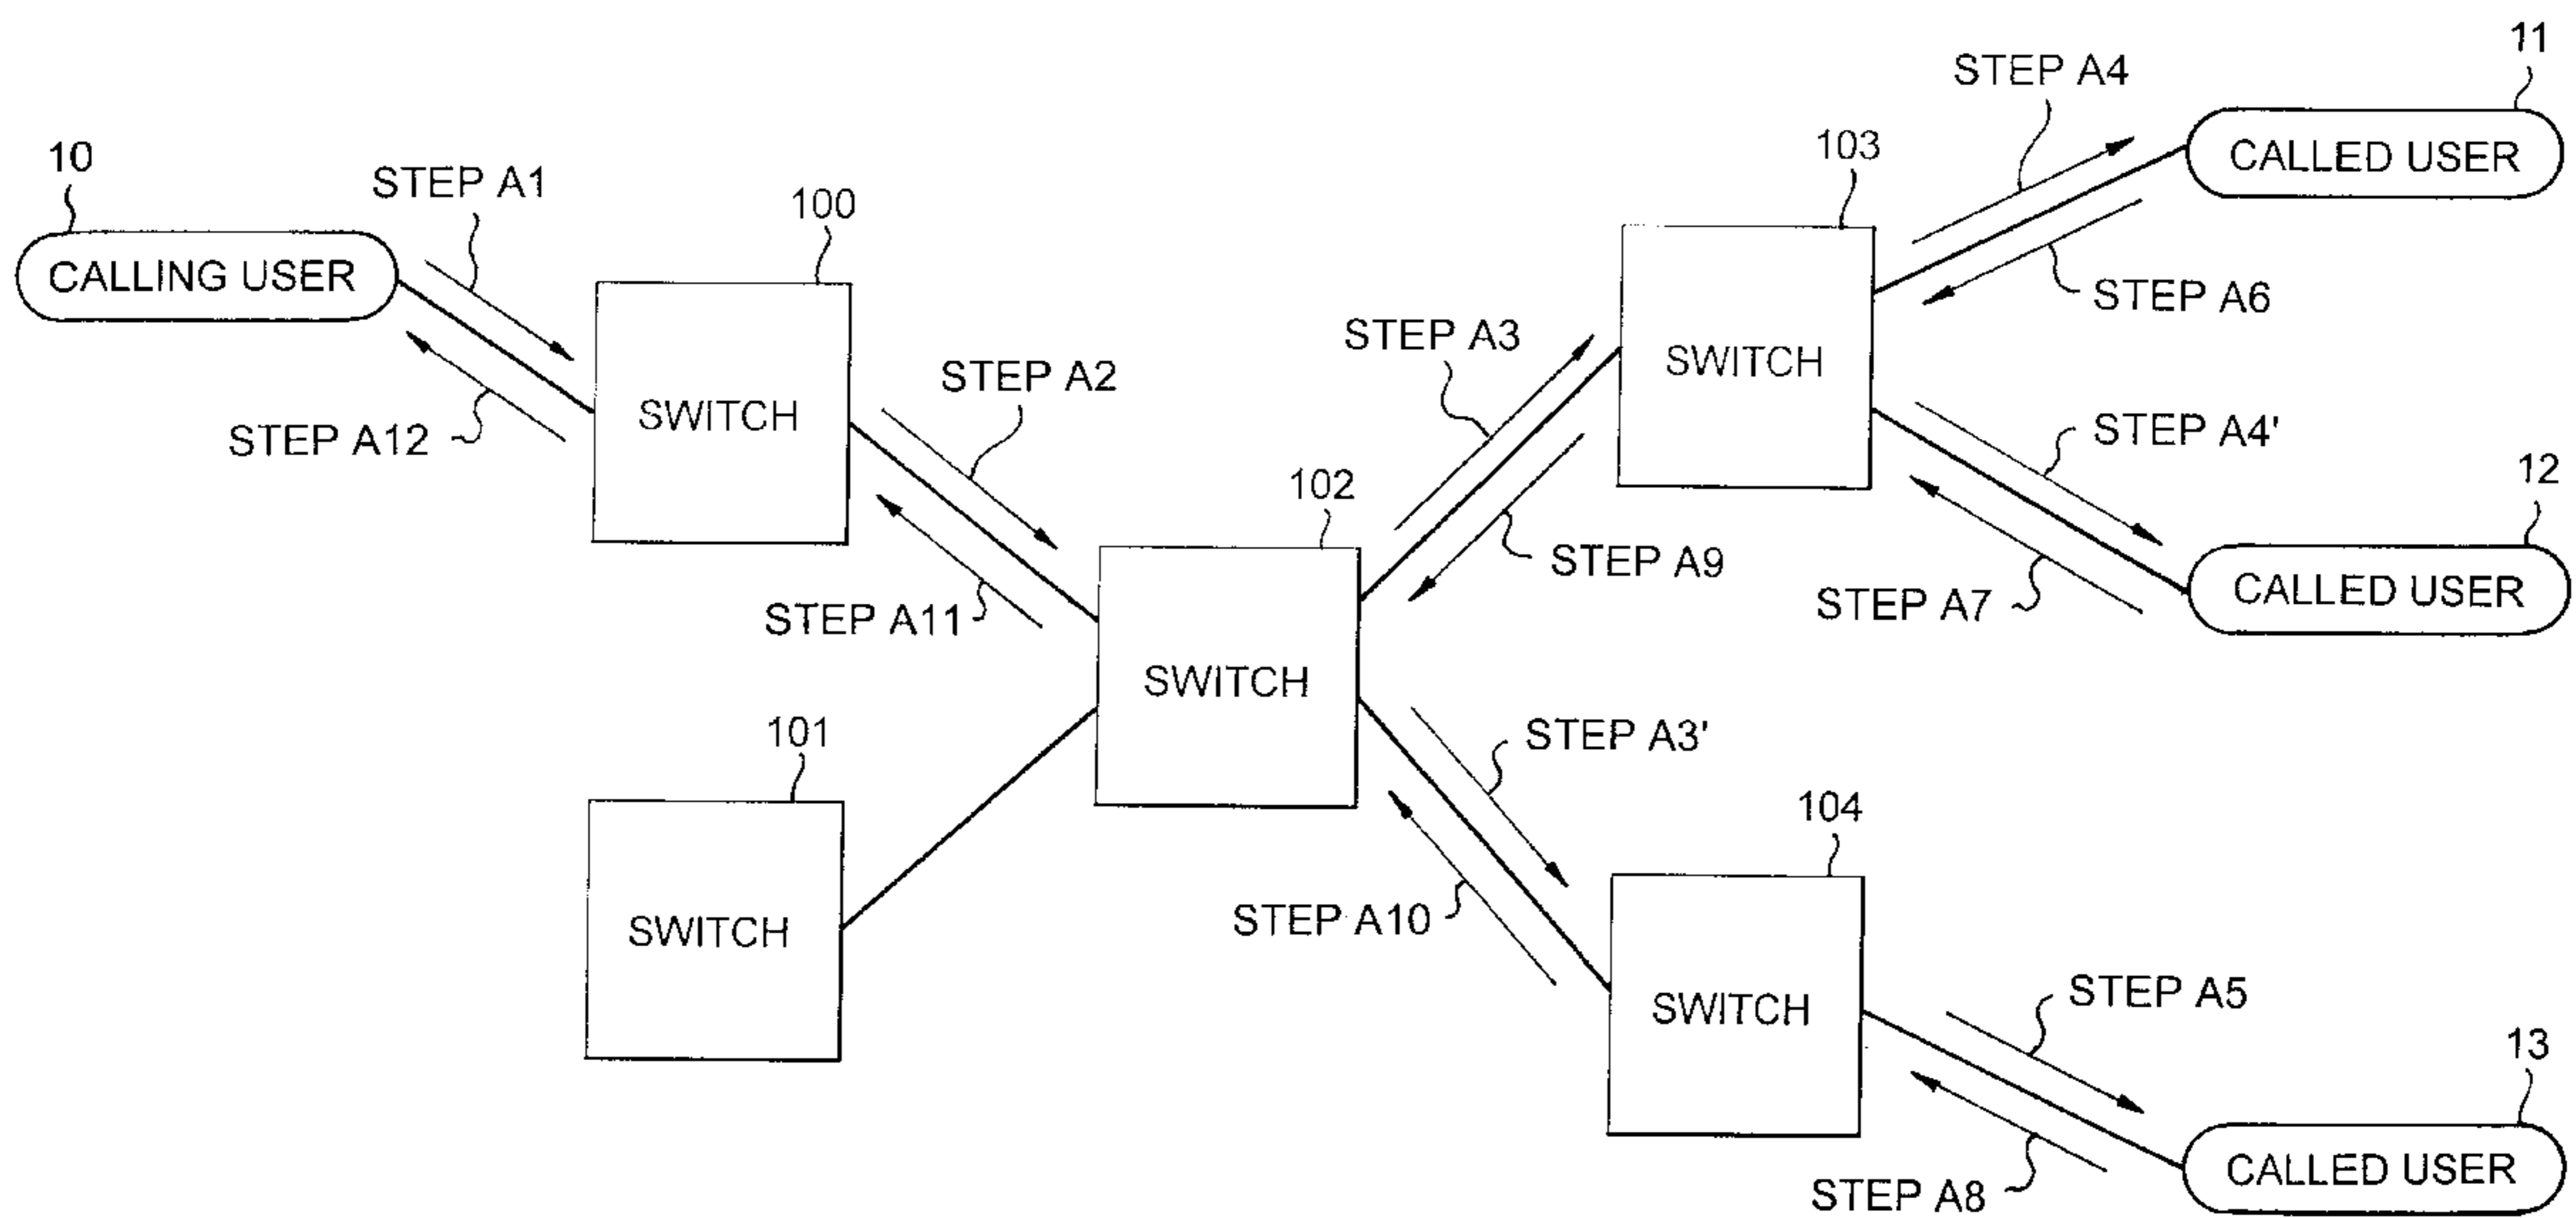 11
STEP A4
CALLED USER
103
10
STEP A1
CALLING USER
100
STEP A6
STEP A3
SWITCH
STEP A2
SWITCH
STEP A12
STEP A4'
12
102
STEP A9
CALLED USER
STEP A7
STEP A11
SWITCH
101
STEP A3'
104
SWITCH
STEP A10
SWITCH
STEP A5
13
CALLED USER
STEP A8